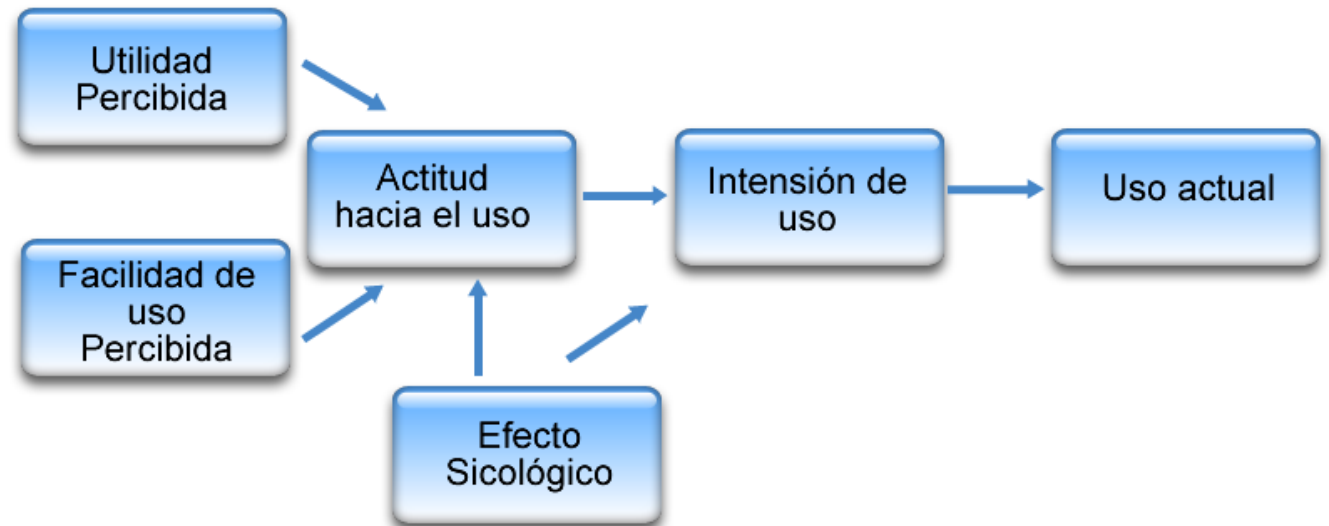 Utilidad
Percibida
Actitud
hacia el uso
Intensión de
uso
Uso actual
Facilidad de
uso
Percibida
Efecto
Sicológico